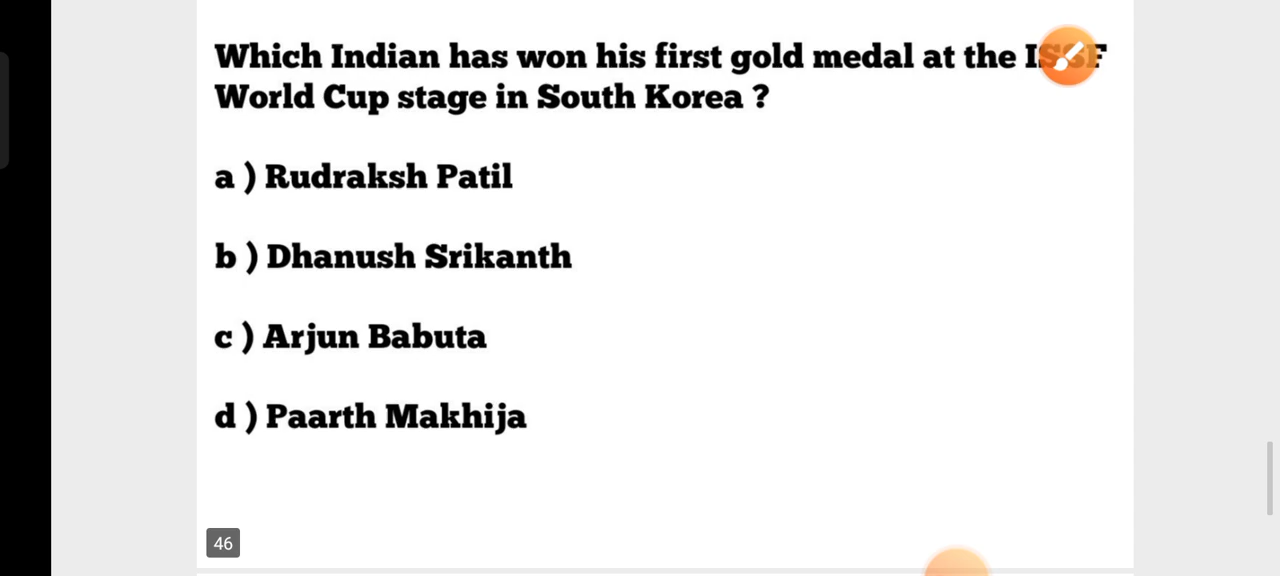 Which Indian has won his first gold medal at the ISSF
World Cup stage in South Korea ?
a ) Rudraksh Patil
b ) Dhanush Srikanth
c ) Arjun Babuta
d ) Paarth Makhija
46